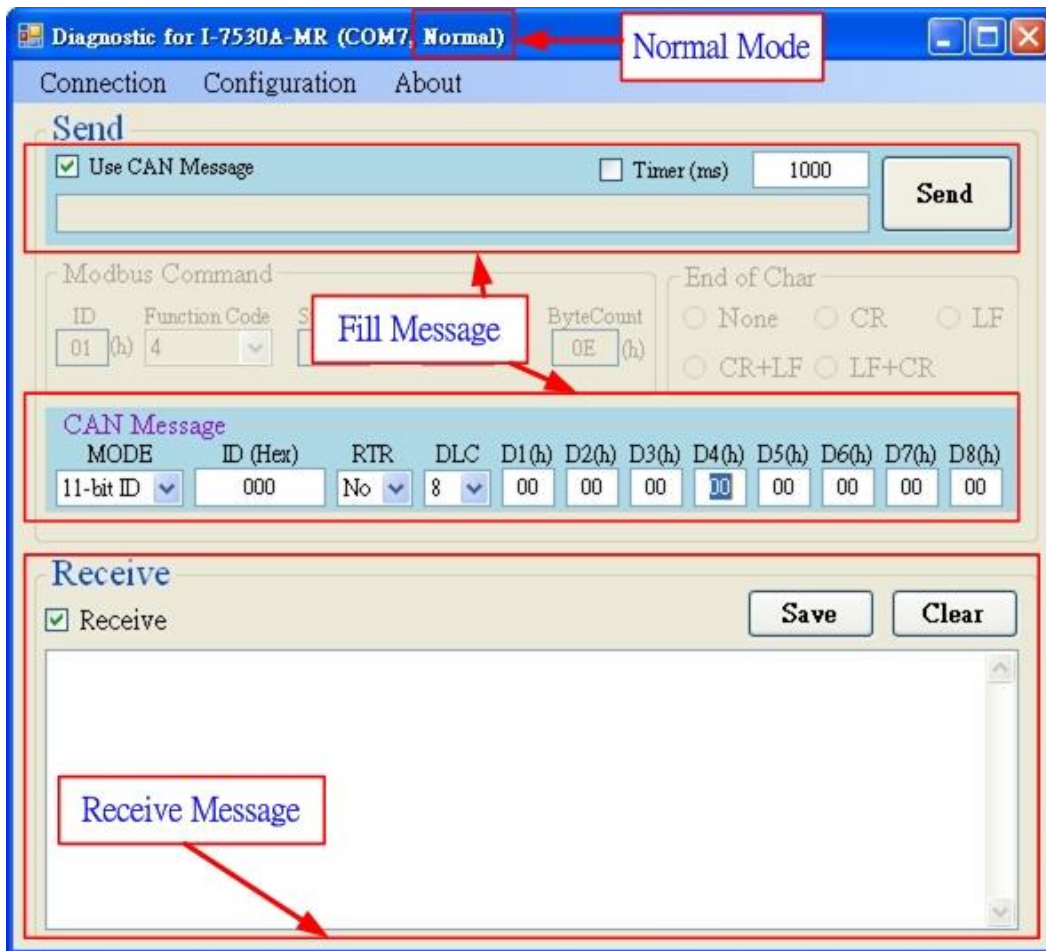 Diagnostic for I-7530A-MR (COM7, Normal)
Normal Mode
Connection Configuration About
Send
Use CAN Message Timer (ms) 1000
Send
Modbus Command
End of Char
ID Function Code ByteCount
01 (h) 4 0E (h)
None CR LF
CR+LF LF+CR
Fill Message
CAN Message
MODE ID (Hex) RTR DLC D1(h) D2(h) D3(h) D4(h) D5(h) D6(h) D7(h) D8(h)
11-bit ID 000 No 8 00 00 00 00 00 00 00 00
Receive
Receive Save Clear
Receive Message